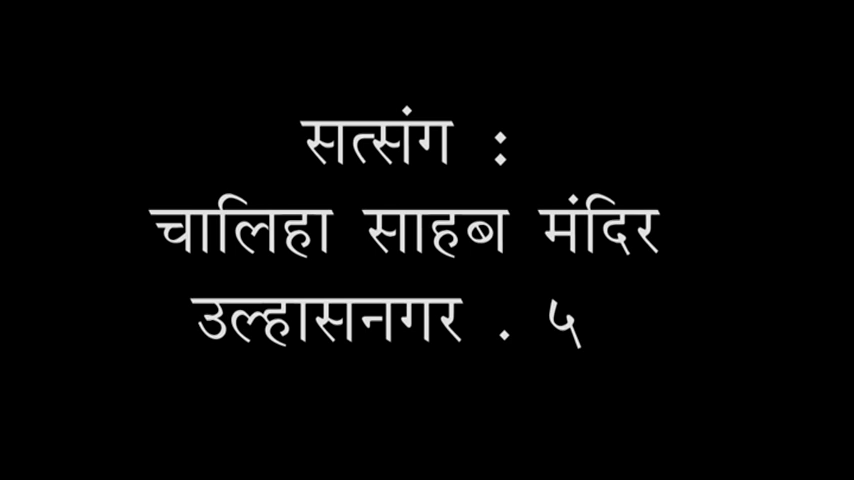 सत्संग :
चालिहा साहब मंदिर
उल्हासनगर . ५